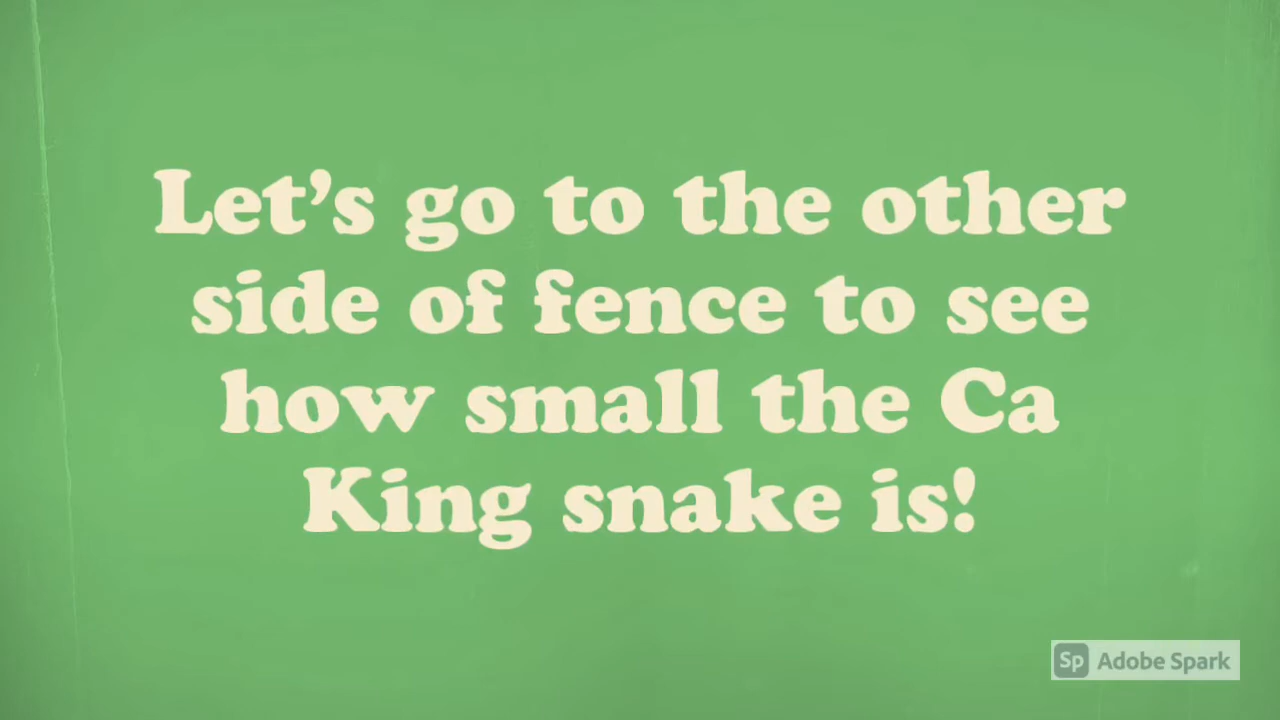 Let's go to the other
side of fence to see
how small the Ca
King snake is!
Sp Adobe Spark